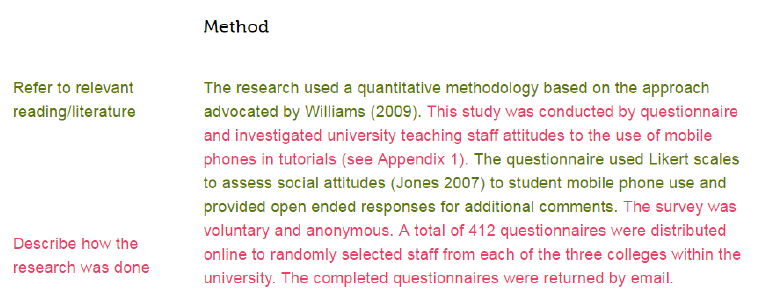 Method
Refer to relevant
reading/literature
The research used a quantitative methodology based on the approach
advocated by Williams (2009). This study was conducted by questionnaire
and investigated university teaching staff attitudes to the use of mobile
phones in tutorials (see Appendix 1). The questionnaire used Likert scales
to assess social attitudes (Jones 2007) to student mobile phone use and
provided open ended responses for additional comments. The survey was
voluntary and anonymous. A total of 412 questionnaires were distributed
online to randomly selected staff from each of the three colleges within the
university. The completed questionnaires were returned by email.
Describe how the
research was done